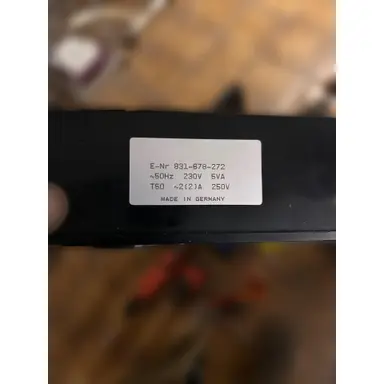 E-Nr 831-678-272
~50Hz 230V 5VA
T60 ~2(2)A 250V
MADE IN GERMANY